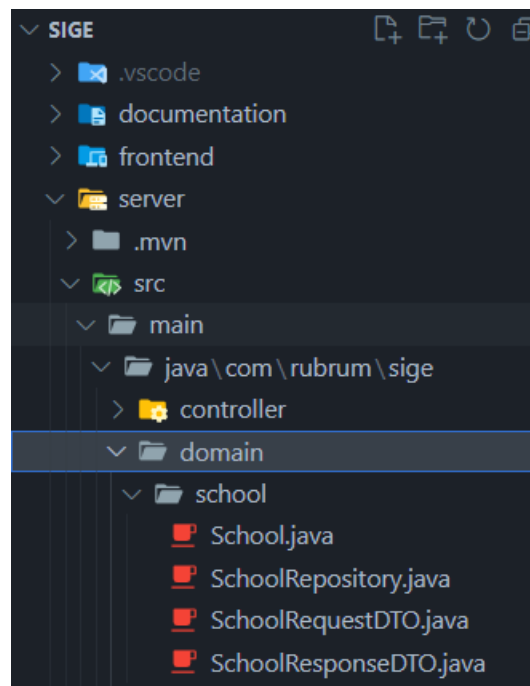 SIGE
.vscode
documentation
frontend
server
.mvn
src
main
java\com\rubrum\sige
controller
domain
school
School.java
SchoolRepository.java
SchoolRequestDTO.java
SchoolResponseDTO.java